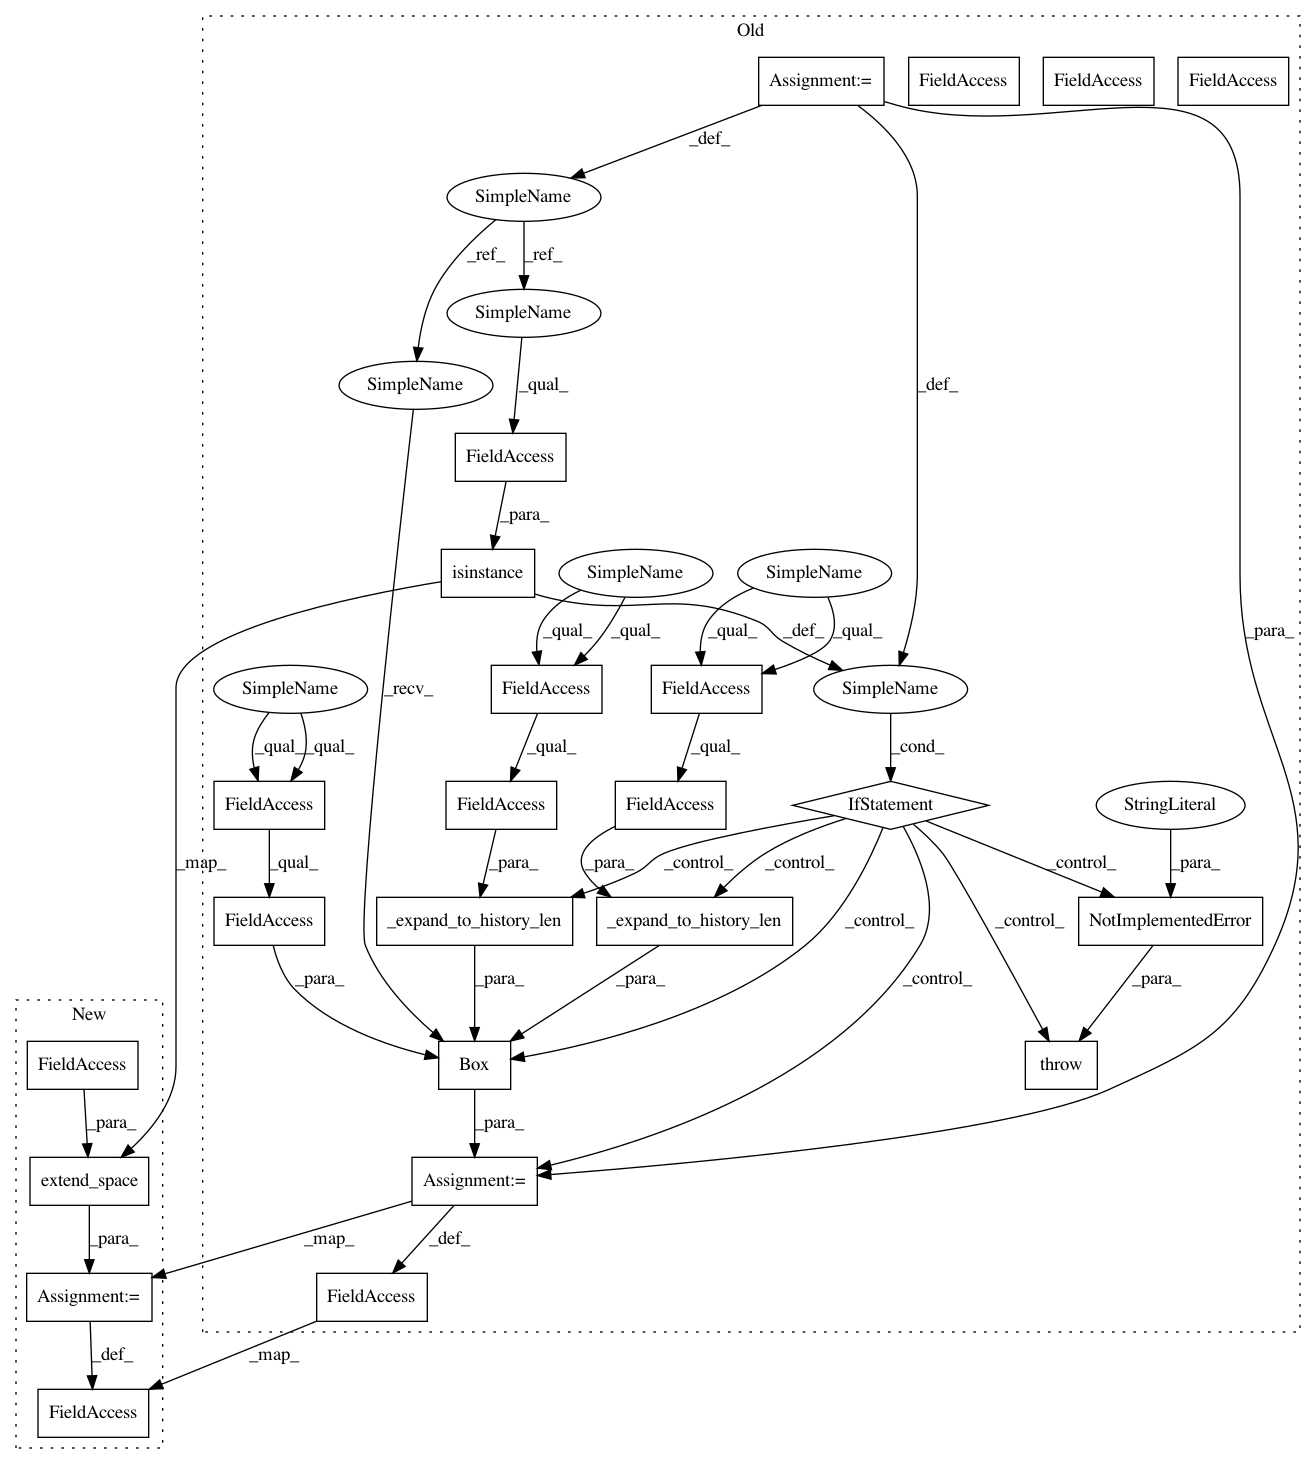 Old
Assignment:=
FieldAccess
FieldAccess
FieldAccess
_def_
SimpleName
_ref_
_ref_
SimpleName
SimpleName
_qual_
_def_
FieldAccess
_para_
isinstance
SimpleName
SimpleName
_qual_
_qual_
_qual_
_def_
_qual_
_para_
SimpleName
_recv_
FieldAccess
FieldAccess
SimpleName
_qual_
_qual_
_qual_
_qual_
_cond_
FieldAccess
FieldAccess
FieldAccess
IfStatement
StringLiteral
_map_
_qual_
_para_
_para_
_control_
_control_
_control_
_para_
FieldAccess
_expand_to_history_len
_expand_to_history_len
_control_
_control_
NotImplementedError
_para_
_para_
_para_
_control_
_para_
New
FieldAccess
Box
throw
_para_
_para_
extend_space
Assignment:=
_para_
_map_
_def_
Assignment:=
FieldAccess
_def_
_map_
FieldAccess